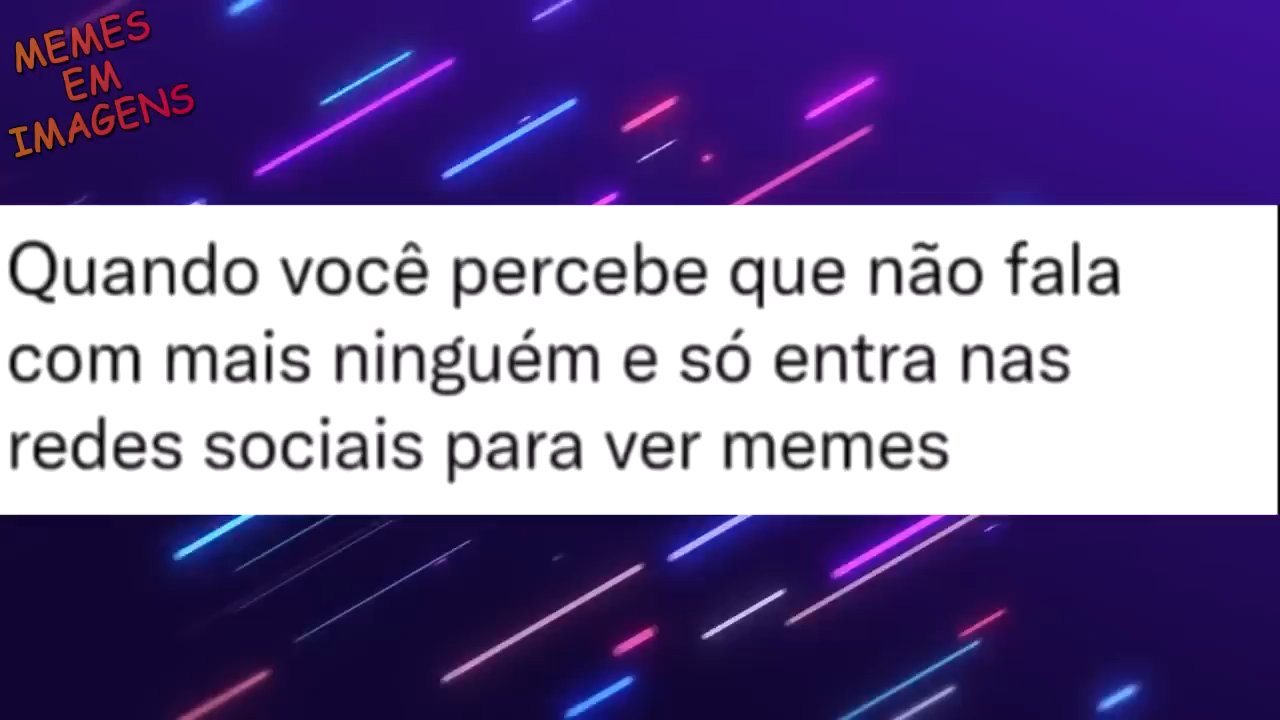 MEMES
EM
IMAGENS
Quando você percebe que não fala
com mais ninguém e só entra nas
redes sociais para ver memes